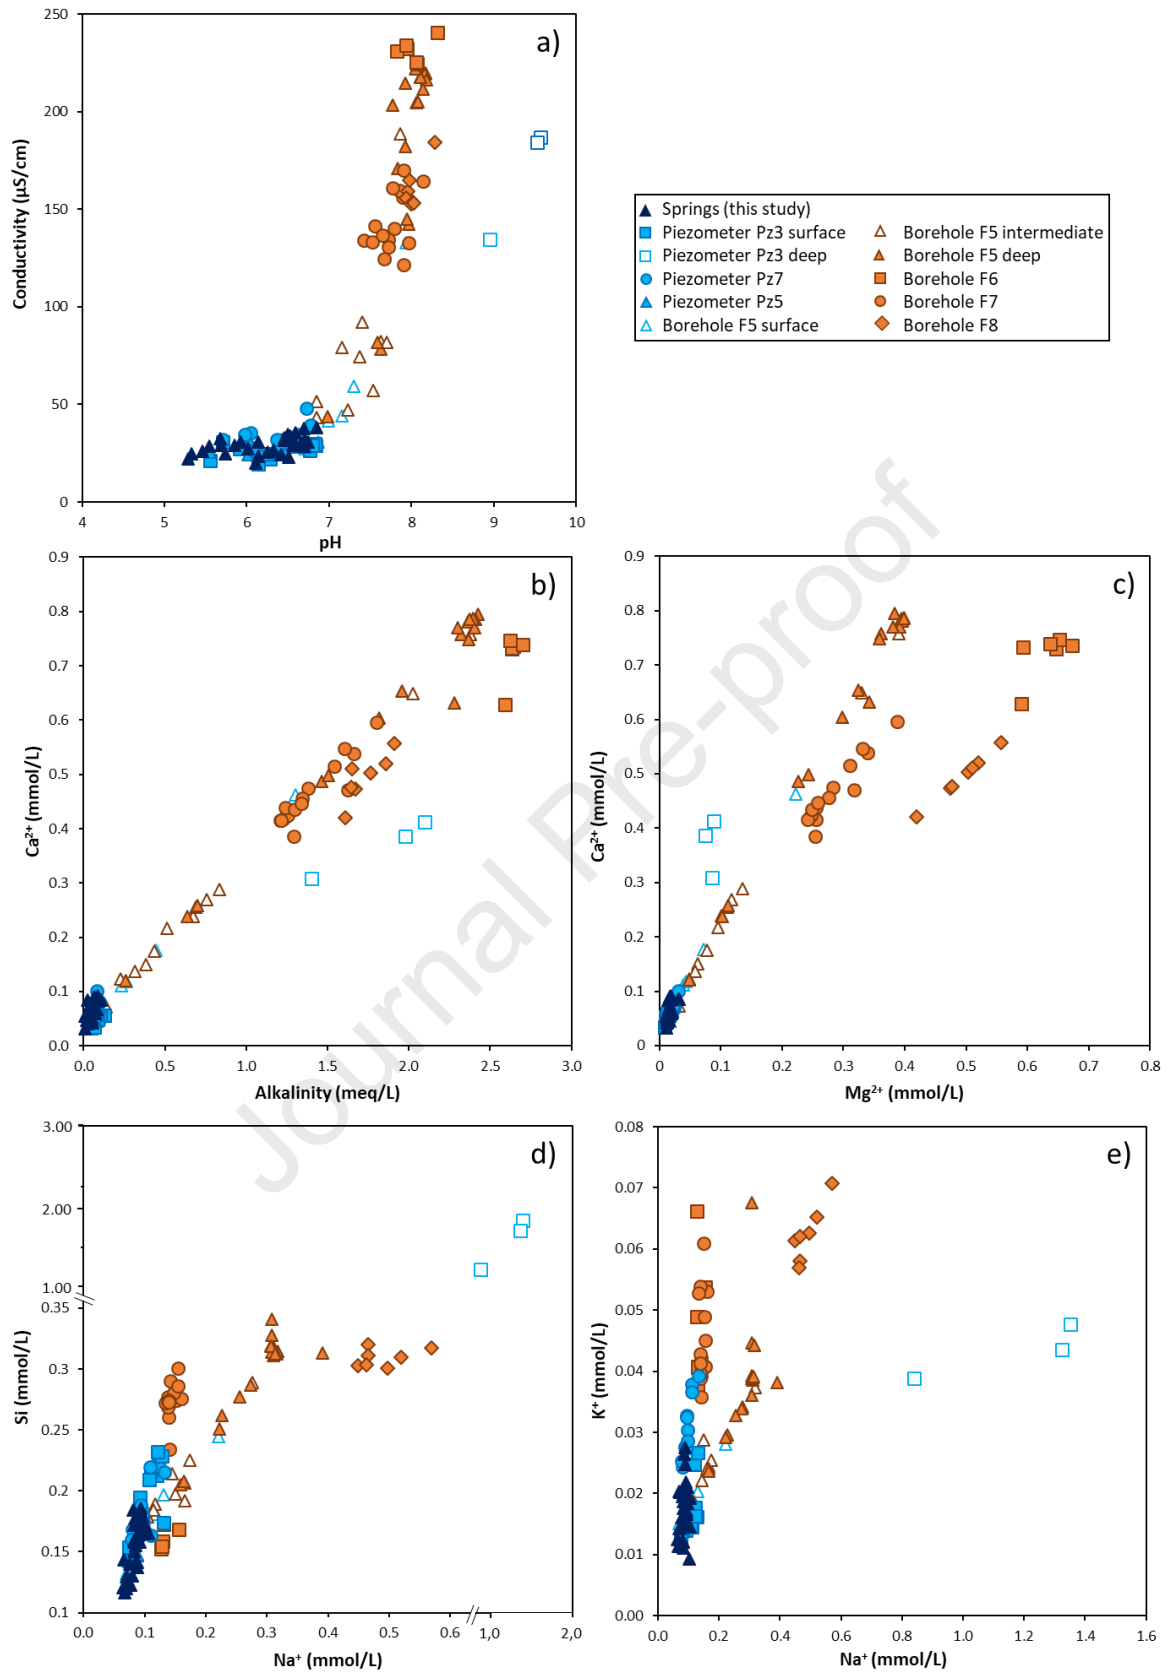 a)
250
200
150
100
50
0
Conductivity (µS/cm)
4 5 6 7 8 9 10
pH
Springs (this study)
Piezometer Pz3 surface
Piezometer Pz3 deep
Piezometer Pz7
Piezometer Pz5
Borehole F5 surface
Borehole F5 intermediate
Borehole F5 deep
Borehole F6
Borehole F7
Borehole F8
b)
0.9
0.8
0.7
0.6
0.5
0.4
0.3
0.2
0.1
0.0
Ca²⁺ (mmol/L)
0.0 0.5 1.0 1.5 2.0 2.5 3.0
Alkalinity (meq/L)
c)
0.9
0.8
0.7
0.6
0.5
0.4
0.3
0.2
0.1
0
Ca²⁺ (mmol/L)
0 0.1 0.2 0.3 0.4 0.5 0.6 0.7 0.8
Mg²⁺ (mmol/L)
d)
3.00
2.00
1.00
0.35
0.3
0.25
0.2
0.15
0.1
Si (mmol/L)
0.0 0.1 0.2 0.3 0.4 0.5 0.6 1,0 2,0
Na⁺ (mmol/L)
e)
0.08
0.07
0.06
0.05
0.04
0.03
0.02
0.01
0.00
K⁺ (mmol/L)
0.0 0.2 0.4 0.6 0.8 1.0 1.2 1.4 1.6
Na⁺ (mmol/L)
Journal Pre-proof